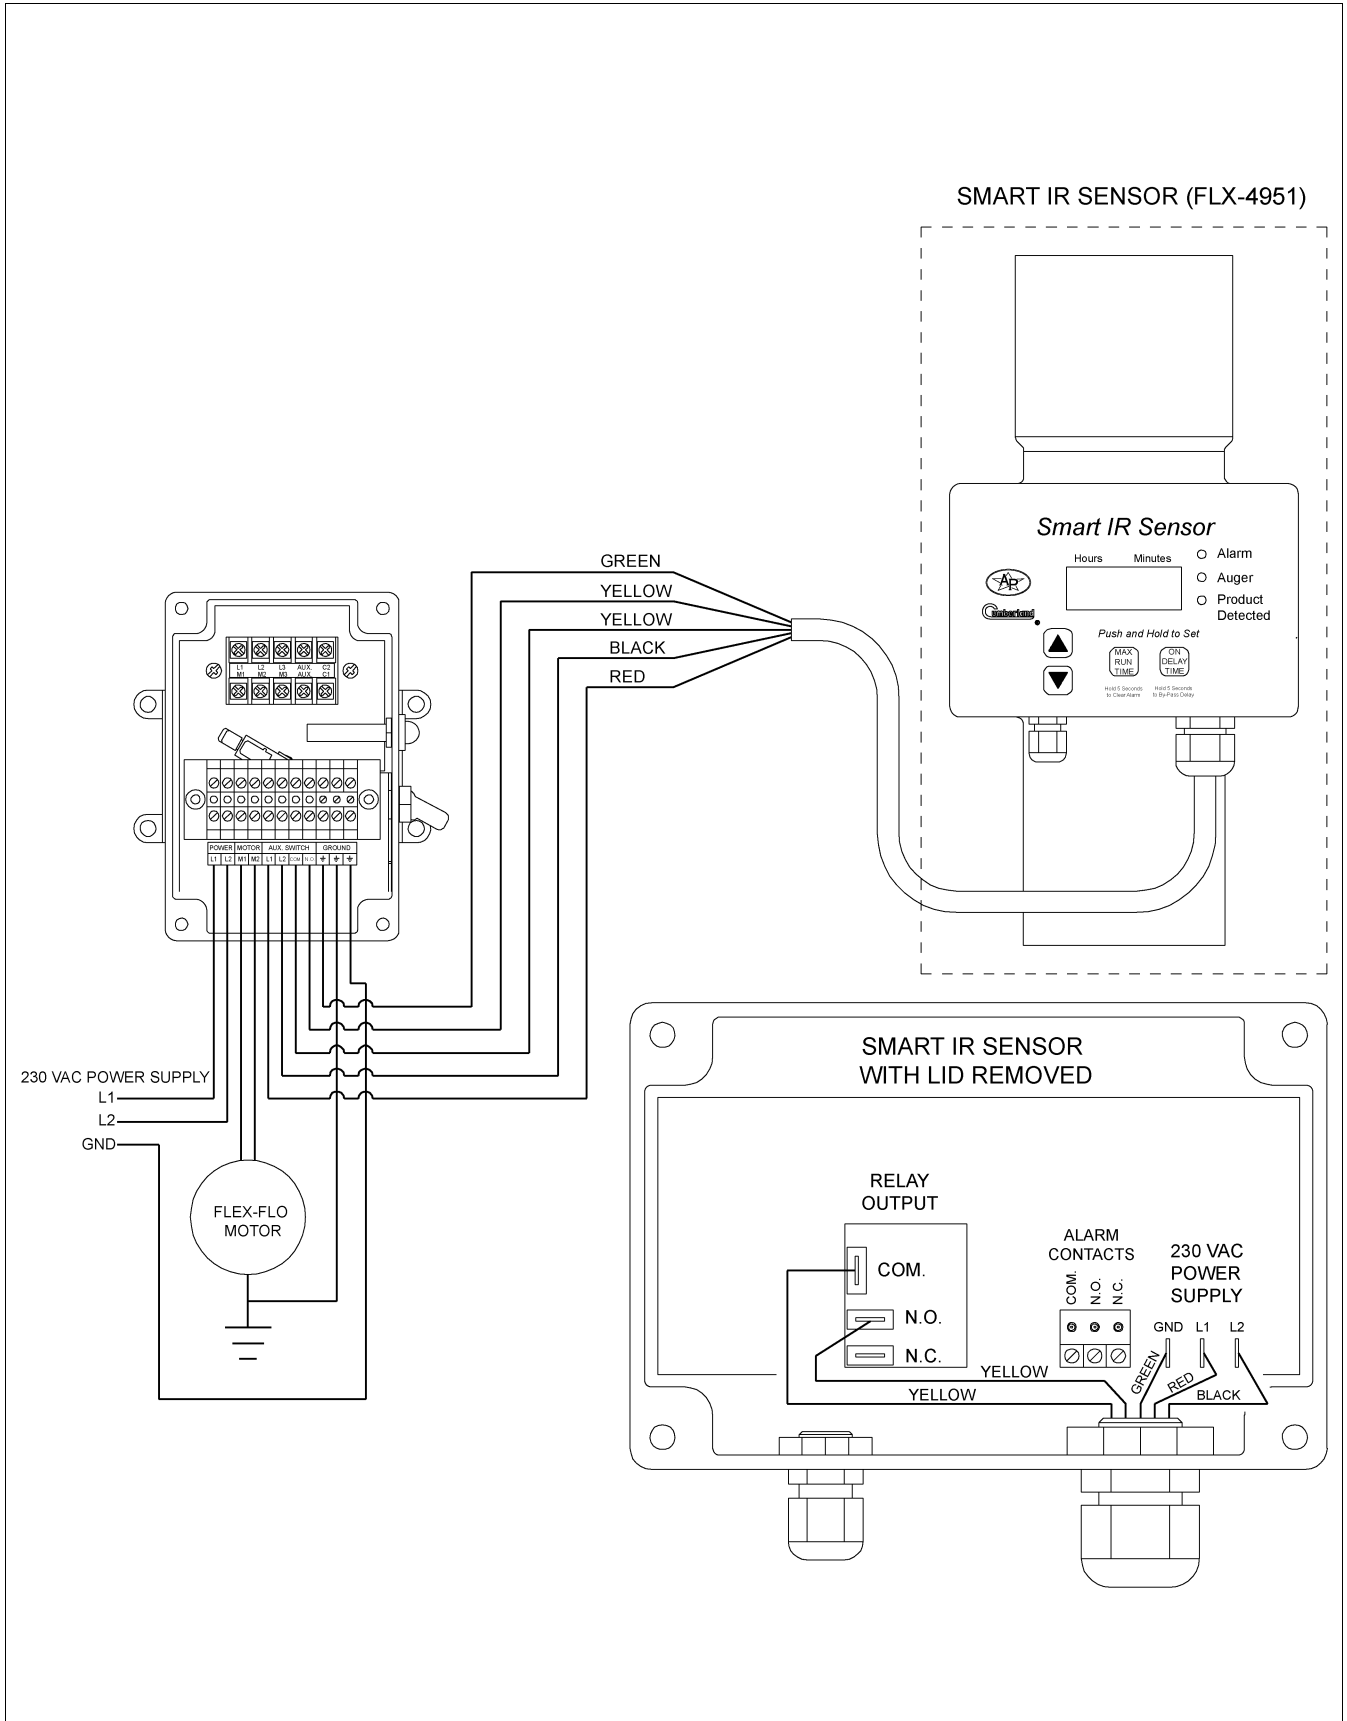 SMART IR SENSOR (FLX-4951)
Smart IR Sensor
Hours Minutes
Alarm
Auger
Product
Detected
AP
Cumberland
Push and Hold to Set
MAX
RUN
TIME
ON
DELAY
TIME
Hold 5 Seconds
to Clear Alarm
Hold 5 Seconds
to By-Pass Delay
GREEN
YELLOW
YELLOW
BLACK
RED
L1 L2 L3 AUX. C2
M1 M2 M3 AUX. C1
POWER MOTOR AUX. SWITCH GROUND
L1 L2 M1 M2 L1 L2 COM N.O
230 VAC POWER SUPPLY
L1
L2
GND
FLEX-FLO
MOTOR
SMART IR SENSOR
WITH LID REMOVED
RELAY
OUTPUT
COM.
N.O.
N.C.
ALARM
CONTACTS
COM.
N.O.
N.C.
230 VAC
POWER
SUPPLY
GND L1 L2
YELLOW
YELLOW
GREEN
RED
BLACK